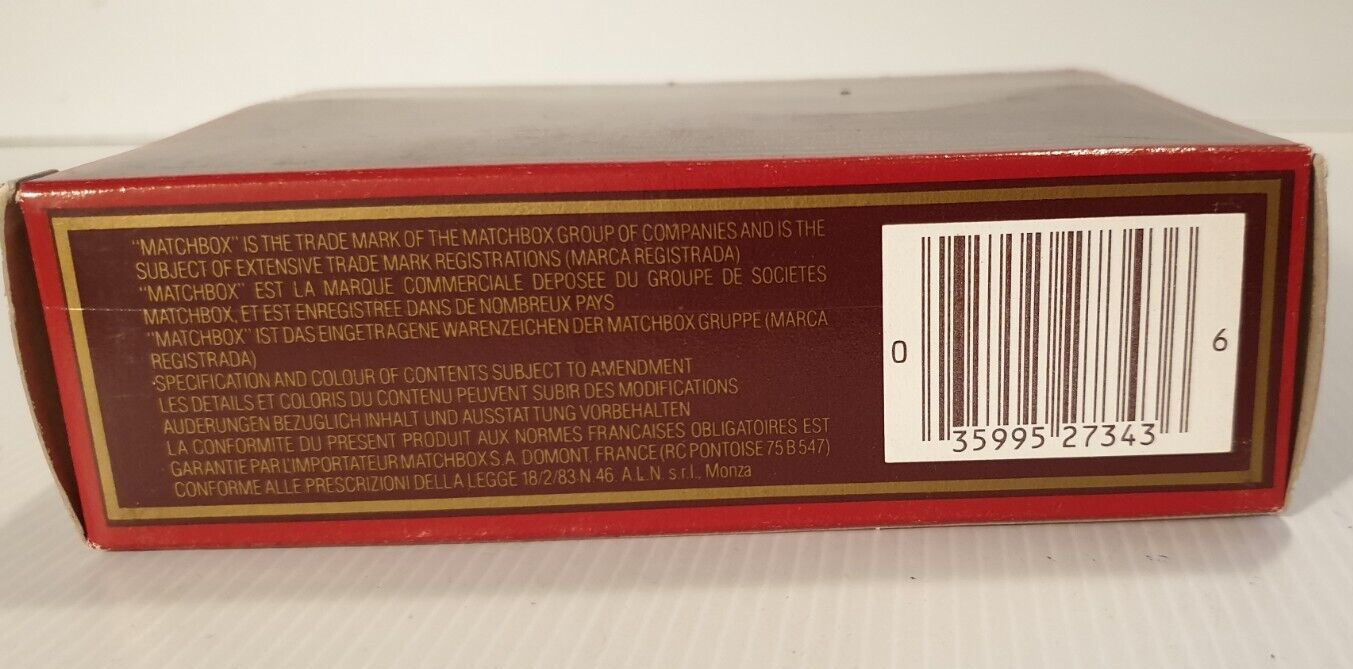 "MATCHBOX" IS THE TRADE MARK OF THE MATCHBOX GROUP OF COMPANIES AND IS THE
SUBJECT OF EXTENSIVE TRADE MARK REGISTRATIONS (MARCA REGISTRADA)
"MATCHBOX" EST LA MARQUE COMMERCIALE DEPOSEE DU GROUPE DE SOCIETES
MATCHBOX, ET EST ENREGISTREE DANS DE NOMBREUX PAYS
"MATCHBOX" IST DAS EINGETRAGENE WARENZEICHEN DER MATCHBOX GRUPPE (MARCA
REGISTRADA)
SPECIFICATION AND COLOUR OF CONTENTS SUBJECT TO AMENDMENT
LES DETAILS ET COLORIS DU CONTENU PEUVENT SUBIR DES MODIFICATIONS
AUDERUNGEN BEZUGLICH INHALT UND AUSSTATTUNG VORBEHALTEN
LA CONFORMITE DU PRESENT PRODUIT AUX NORMES FRANCAISES OBLIGATOIRES EST
GARANTIE PAR L'IMPORTATEUR MATCHBOX S.A. DOMONT, FRANCE (RC PONTOISE 75 B 547)
CONFORME ALLE PRESCRIZIONI DELLA LEGGE 18/2/83 N.46 A.L.N s.r.l., Monza
0 35995 27343 6